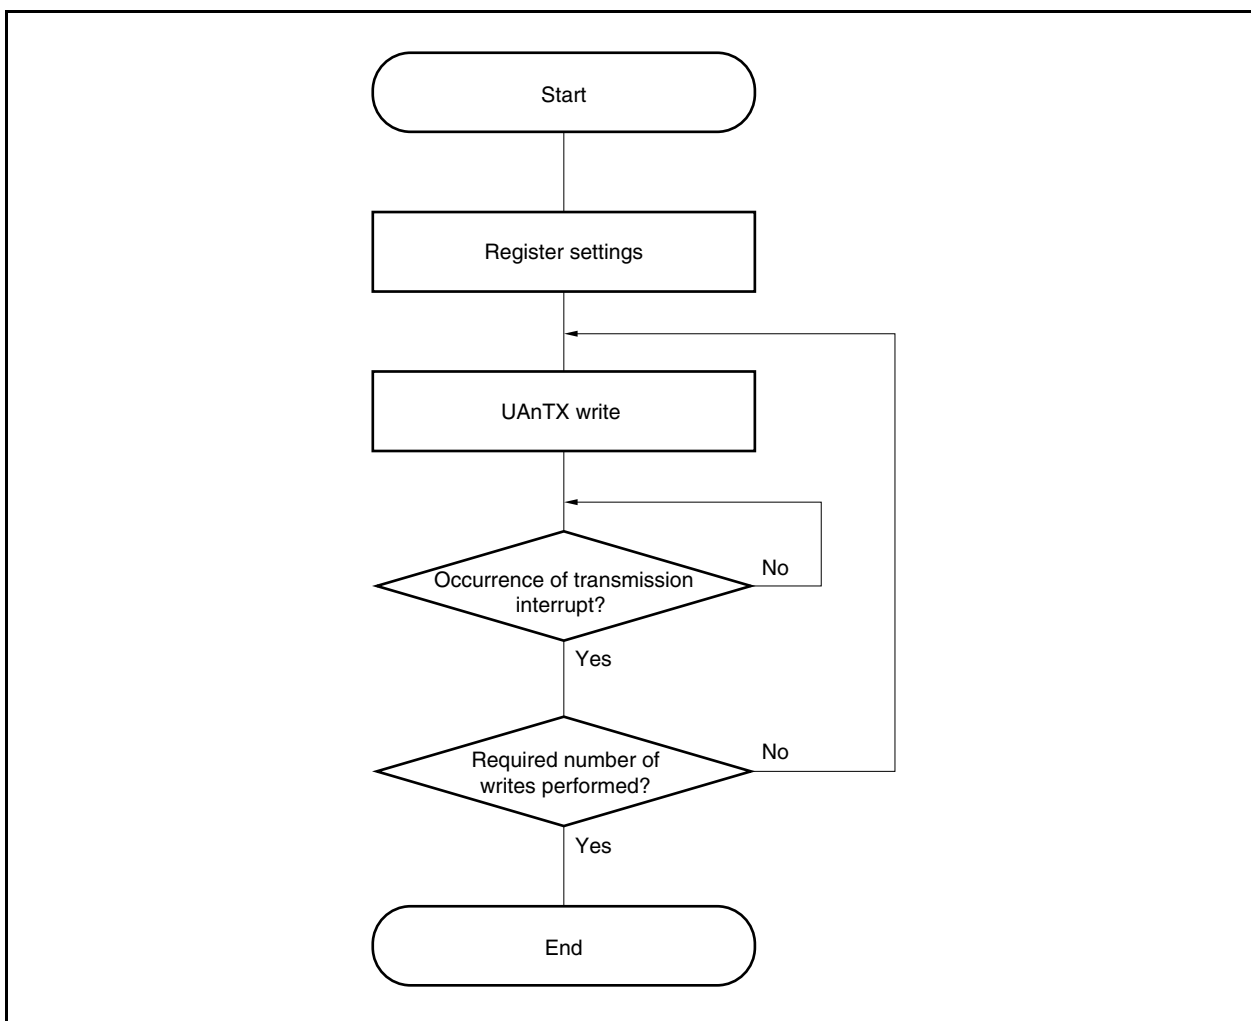 Start
Register settings
UAnTX write
Occurrence of transmission
interrupt?
No
Yes
Required number of
writes performed?
No
Yes
End